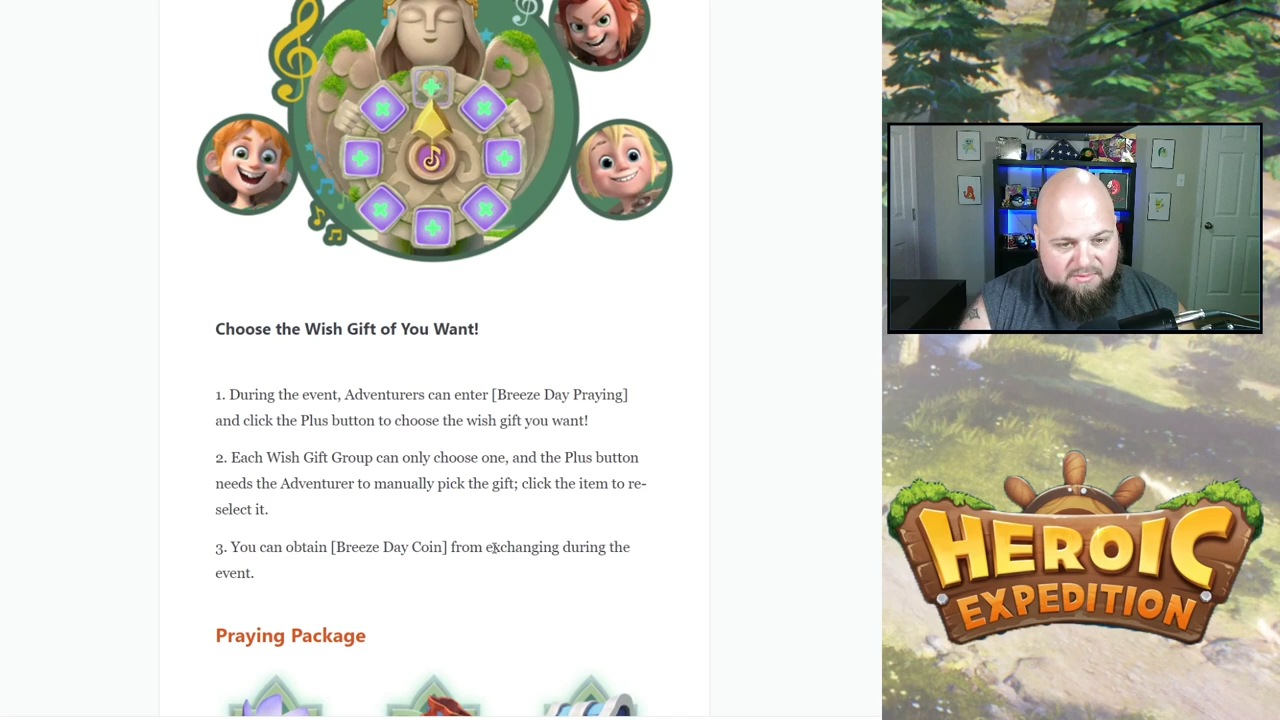 Choose the Wish Gift of You Want!
1. During the event, Adventurers can enter [Breeze Day Praying]
and click the Plus button to choose the wish gift you want!
2. Each Wish Gift Group can only choose one, and the Plus button
needs the Adventurer to manually pick the gift; click the item to re-
select it.
3. You can obtain [Breeze Day Coin] from exchanging during the
event.
Praying Package
HEROIC
EXPEDITION